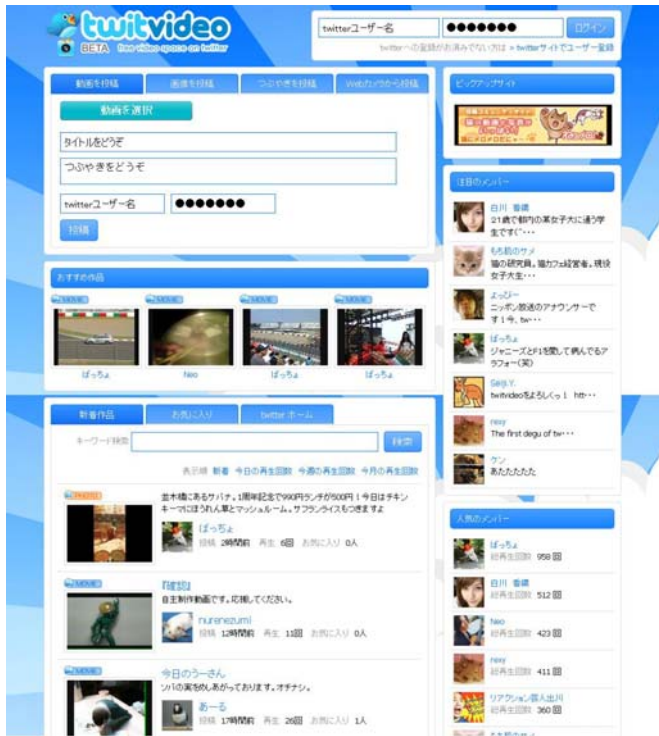 twitvideo
BETA free video space on twitter
twitterユーザー名
●●●●●●●
ログイン
twitterへの登録がお済みでない方は » twitterサイトでユーザー登録
動画を投稿
画像を投稿
つぶやきを投稿
Webカメラから投稿
動画を選択
タイトルをどうぞ
つぶやきをどうぞ
twitterユーザー名
●●●●●●●
投稿
おすすめ作品
MOVIE
MOVIE
MOVIE
MOVIE
ぱっちょ
Neo
ぱっちょ
ぱっちょ
新着作品
お気に入り
twitter ホーム
キーワード検索
検索
表示順 新着 今日の再生回数 今週の再生回数 今月の再生回数
PHOTO
並木橋にあるサバナ。1周年記念で990円ランチが500円！今日はチキン
キーマにほうれん草とマッシュルーム。サフランライスもつきますよ
ぱっちょ
投稿 2時間前 再生 6回 お気に入り 0人
MOVIE
『確認』
自主制作動画です。応援してください。
nurenezumi
投稿 12時間前 再生 11回 お気に入り 0人
MOVIE
今日のうーさん
ンパの実をめしあがっております。オチナシ。
あーる
投稿 17時間前 再生 26回 お気に入り 1人
ピックアップサイト
注目のメンバー
白川
21歳で都内の某女子大に通う学
生です(^・・・
もち肌のサメ
猫の研究員。猫カフェ経営者。現役
女子大生・・・
よっぴー
ニッポン放送のアナウンサーで
す！今、tw・・・
ぱっちょ
ジャニーズとF1を愛して病んでるア
ラフォー(笑)
Seiji.Y.
twitvideoをよろしくっ！ htt・・・
nexy
The first degu of tw・・・
ケン
あたたたたた
人気のメンバー
ぱっちょ
総再生回数 958 回
白川
総再生回数 512 回
Neo
総再生回数 423 回
nexy
総再生回数 411 回
リアクション芸人出川
総再生回数 360 回
もち肌のサメ